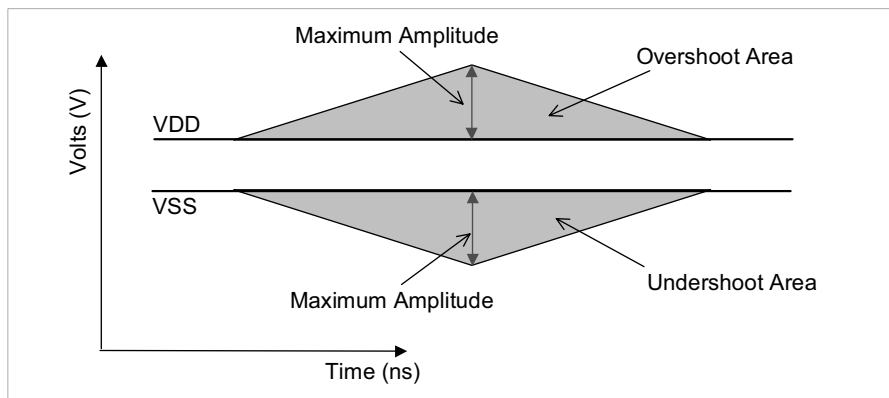 Maximum Amplitude
Overshoot Area
Volts (V)
VDD
VSS
Undershoot Area
Maximum Amplitude
Time (ns)